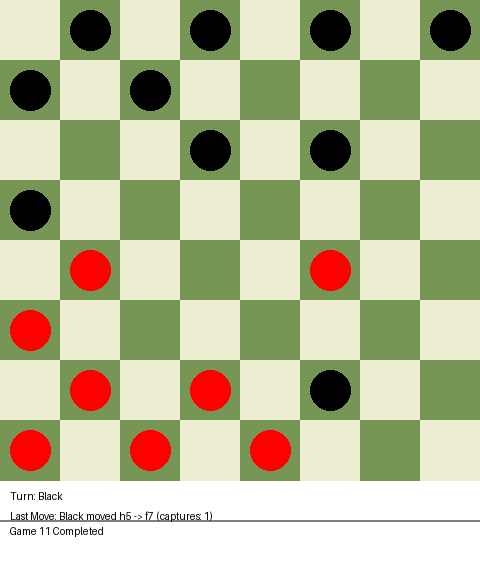 Turn: Black
Last Move: Black moved h5 -> f7 (captures: 1)
Game 11 Completed